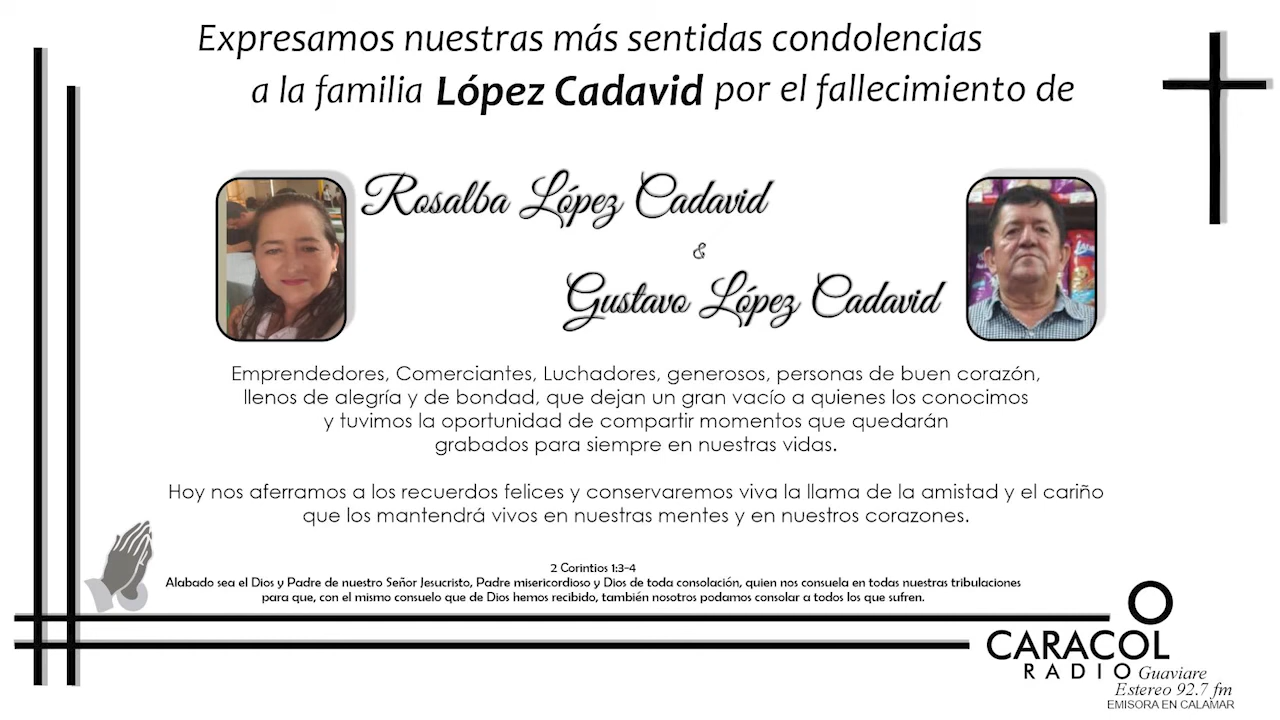 Expresamos nuestras más sentidas condolencias
a la familia López Cadavid por el fallecimiento de
Rosalba López Cadavid
&
Gustavo López Cadavid
Emprendedores, Comerciantes, Luchadores, generosos, personas de buen corazón,
llenos de alegría y de bondad, que dejan un gran vacío a quienes los conocimos
y tuvimos la oportunidad de compartir momentos que quedarán
grabados para siempre en nuestras vidas.
Hoy nos aferramos a los recuerdos felices y conservaremos viva la llama de la amistad y el cariño
que los mantendrá vivos en nuestras mentes y en nuestros corazones.
2 Corintios 1:3-4
Alabado sea el Dios y Padre de nuestro Señor Jesucristo, Padre misericordioso y Dios de toda consolación, quien nos consuela en todas nuestras tribulaciones
para que, con el mismo consuelo que de Dios hemos recibido, también nosotros podamos consolar a todos los que sufren.
CARACOL
RADIO Guaviare
Estereo 92.7 fm
EMISORA EN CALAMAR